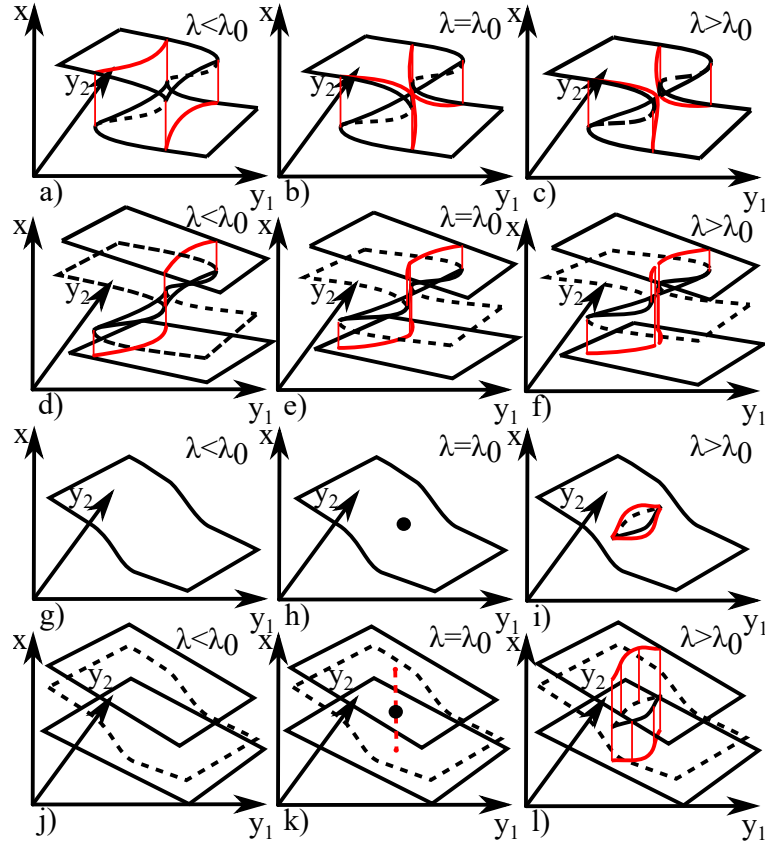 x λ<λ0 x λ=λ0 x λ>λ0
y2 y2 y2
a) y1 b) y1 c) y1
x λ<λ0 x λ=λ0 x λ>λ0
y2 y2 y2
d) y1 e) y1 f) y1
x λ<λ0 x λ=λ0 x λ>λ0
y2 y2 y2
g) y1 h) y1 i) y1
x λ<λ0 x λ=λ0 x λ>λ0
y2 y2 y2
j) y1 k) y1 l) y1